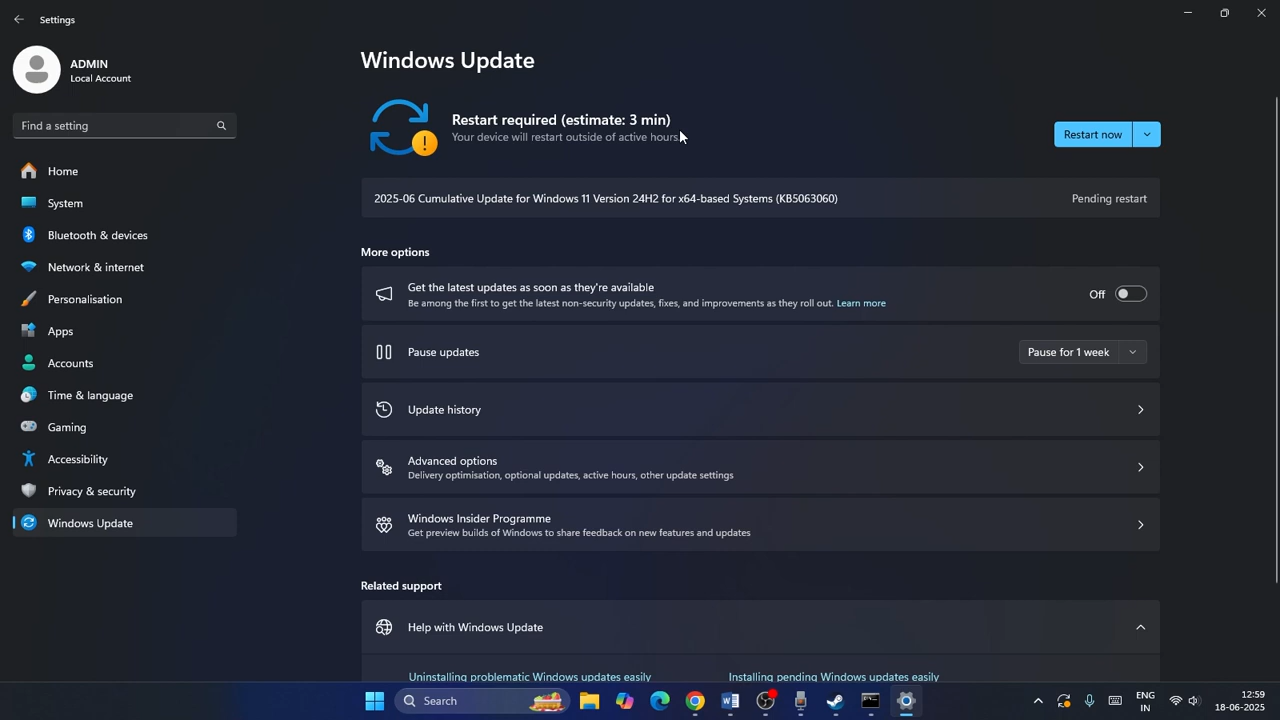 Settings
ADMIN
Local Account
Find a setting
Home
System
Bluetooth & devices
Network & internet
Personalisation
Apps
Accounts
Time & language
Gaming
Accessibility
Privacy & security
Windows Update
Windows Update
Restart required (estimate: 3 min)
Your device will restart outside of active hours.
Restart now
2025-06 Cumulative Update for Windows 11 Version 24H2 for x64-based Systems (KB5063060)
Pending restart
More options
Get the latest updates as soon as they're available
Be among the first to get the latest non-security updates, fixes, and improvements as they roll out. Learn more
Off
Pause updates
Pause for 1 week
Update history
Advanced options
Delivery optimisation, optional updates, active hours, other update settings
Windows Insider Programme
Get preview builds of Windows to share feedback on new features and updates
Related support
Help with Windows Update
Uninstalling problematic Windows updates easily
Installing pending Windows updates easily
Search
ENG
IN
12:59
18-06-2025